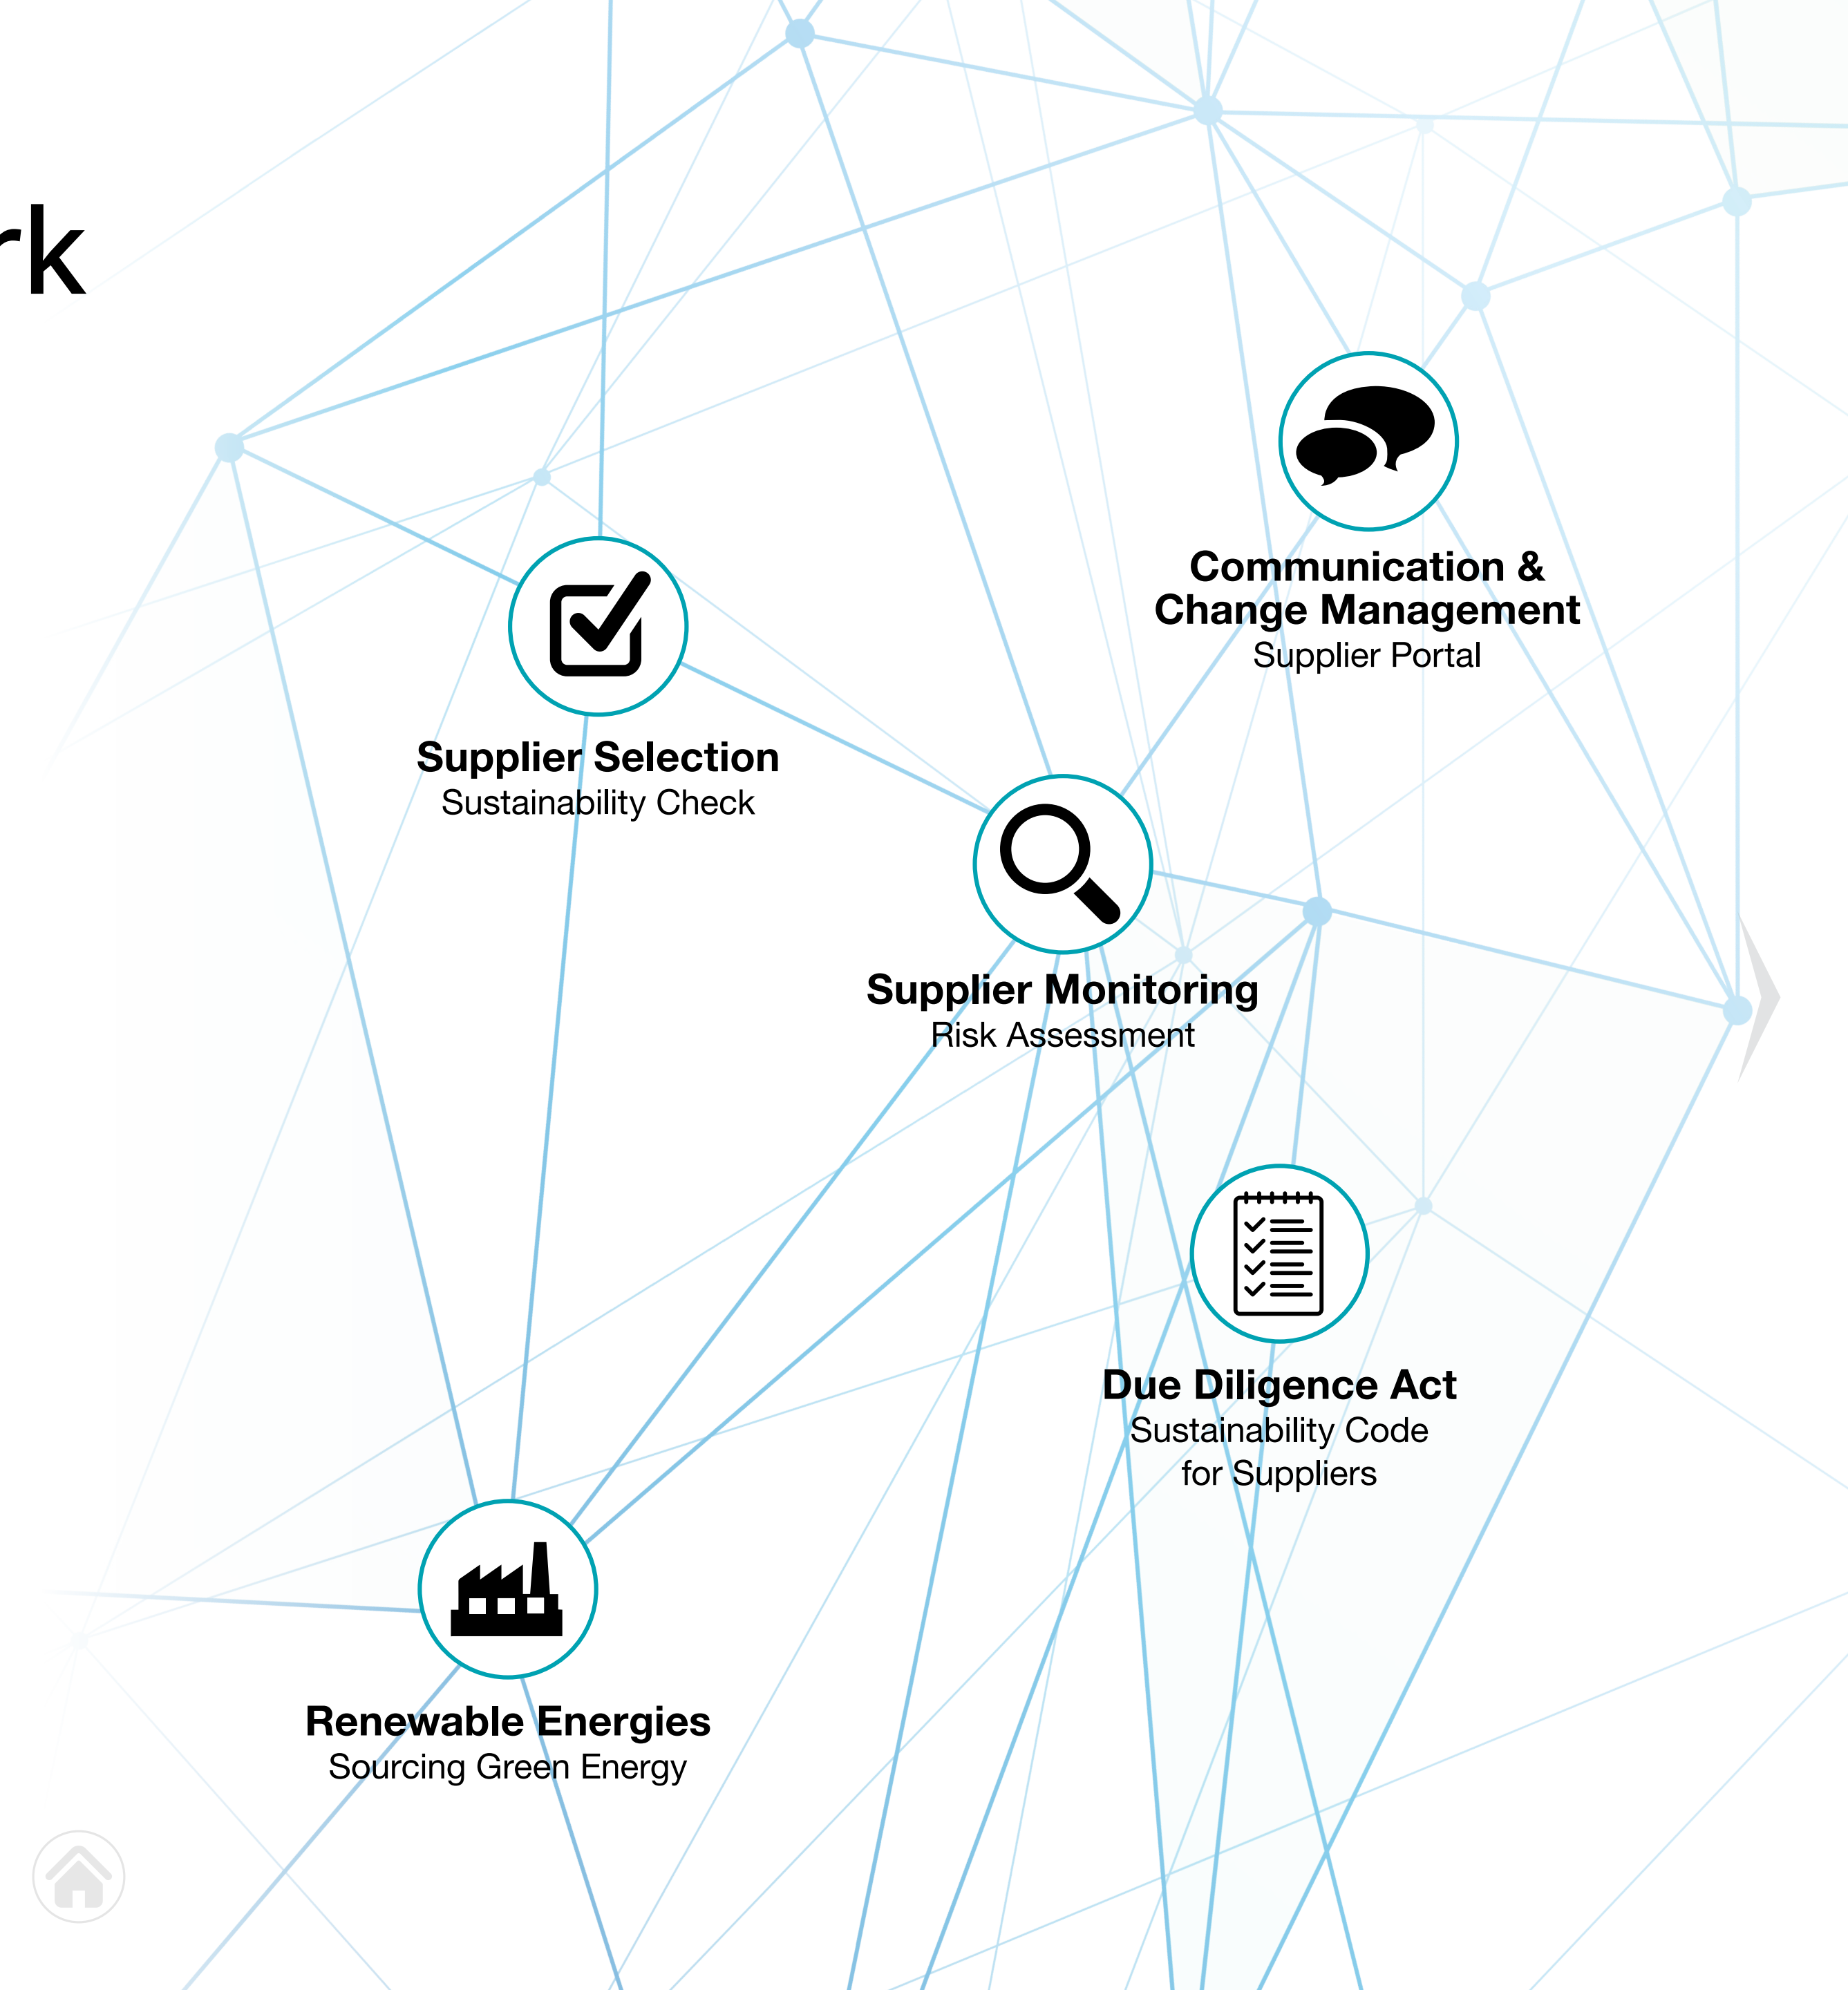 rk
Communication &
Change Management
Supplier Portal
Supplier Selection
Sustainability Check
Supplier Monitoring
Risk Assessment
Due Diligence Act
Sustainability Code
for Suppliers
Renewable Energies
Sourcing Green Energy